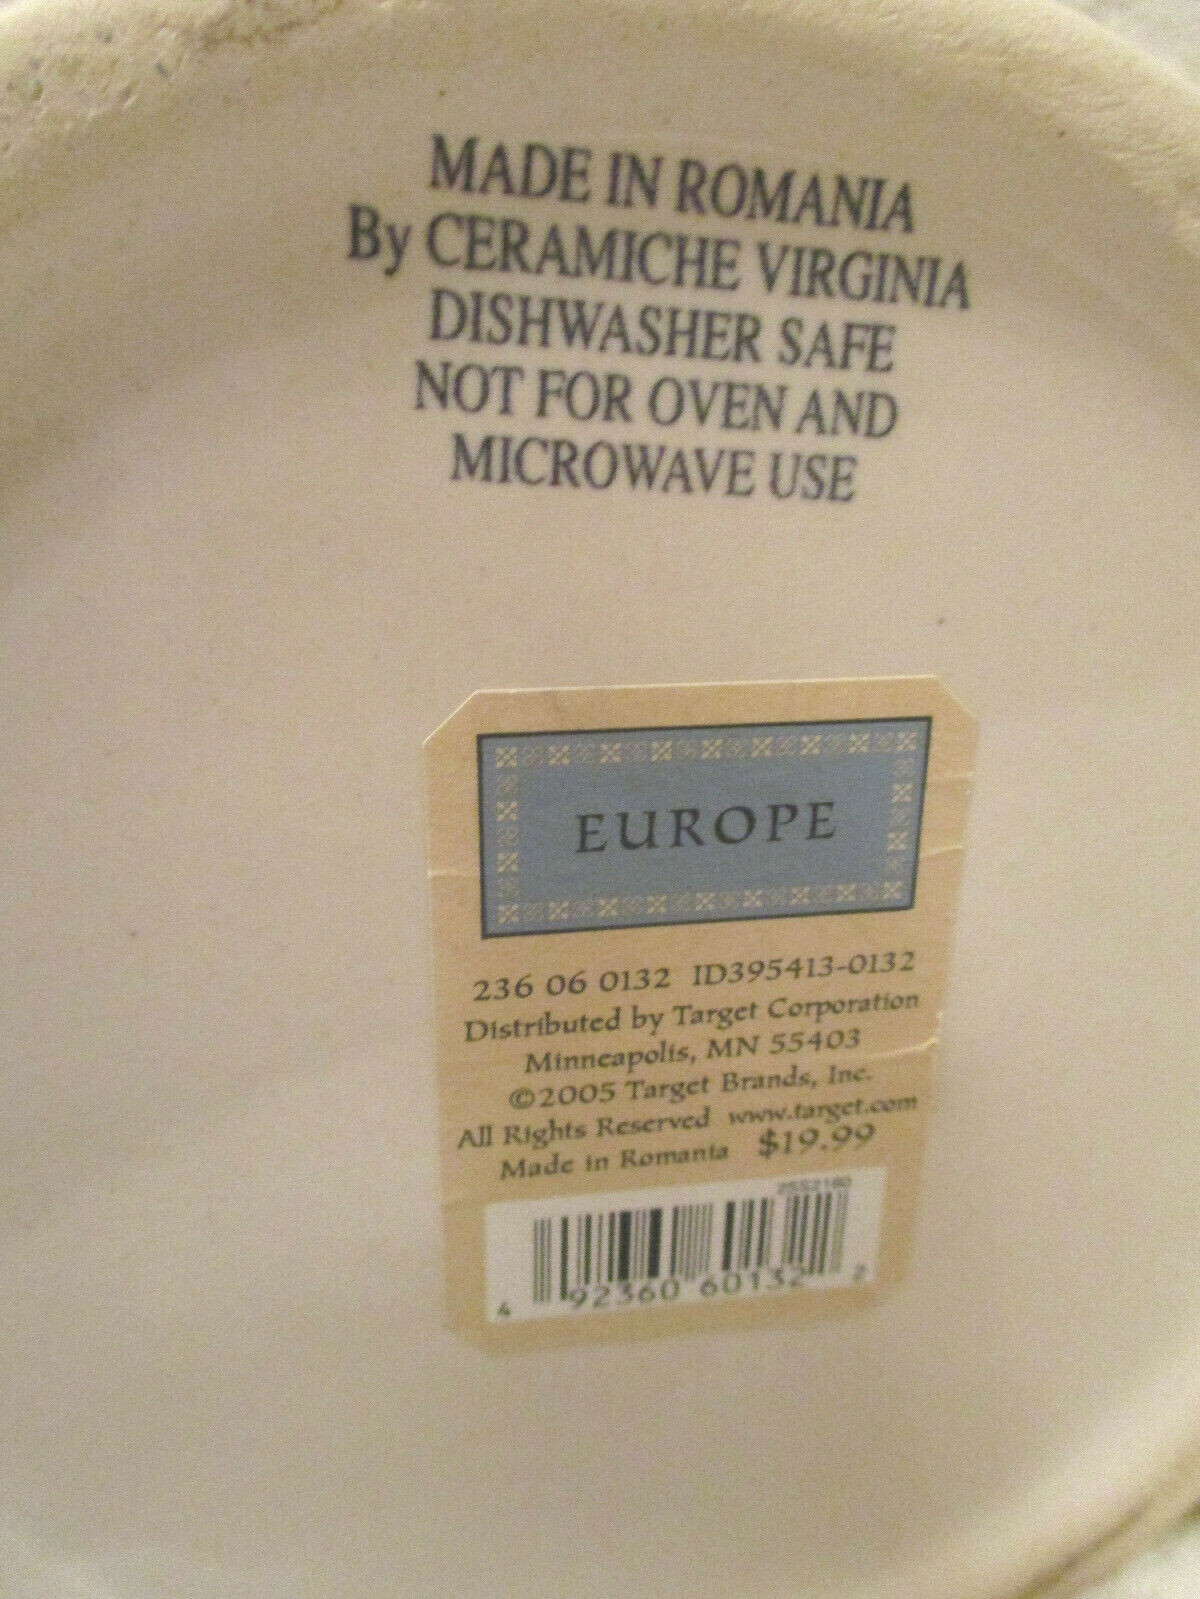 MADE IN ROMANIA
By CERAMICHE VIRGINIA
DISHWASHER SAFE
NOT FOR OVEN AND
MICROWAVE USE
EUROPE
236 06 0132 ID395413-0132
Distributed by Target Corporation
Minneapolis, MN 55403
©2005 Target Brands, Inc.
All Rights Reserved www.target.com
Made in Romania $19.99
4 92360 60132 2